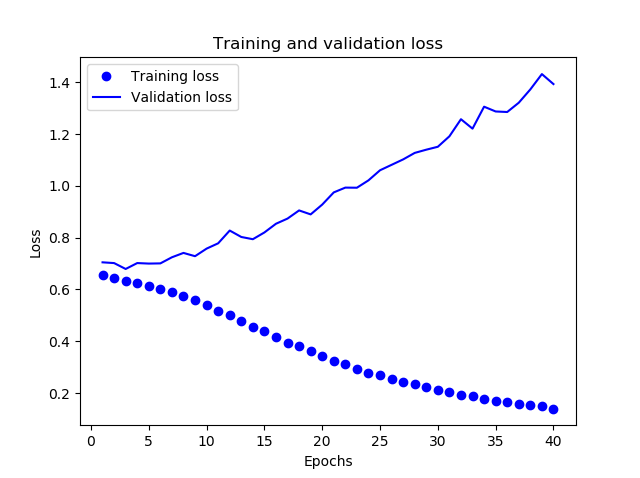 Training and validation loss
Training loss
Validation loss
1.4
1.2
1.0
0.8
0.6
0.4
0.2
Loss
0 5 10 15 20 25 30 35 40
Epochs